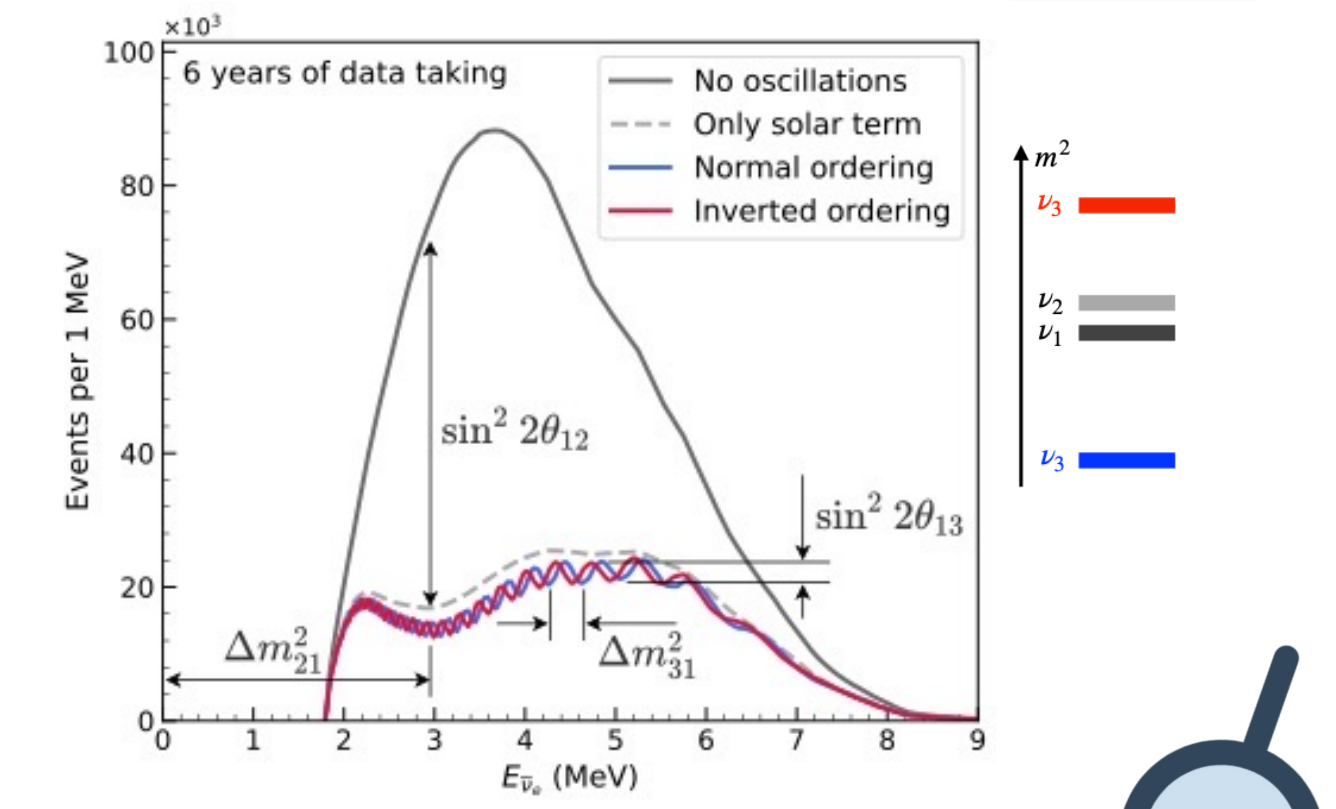 ×10³
100
80
60
40
20
0
Events per 1 MeV
6 years of data taking
No oscillations
Only solar term
Normal ordering
Inverted ordering
sin² 2θ₁₂
sin² 2θ₁₃
Δm²₂₁
Δm²₃₁
0 1 2 3 4 5 6 7 8 9
E_ν̅ₑ (MeV)
m²
ν₃
ν₂
ν₁
ν₃